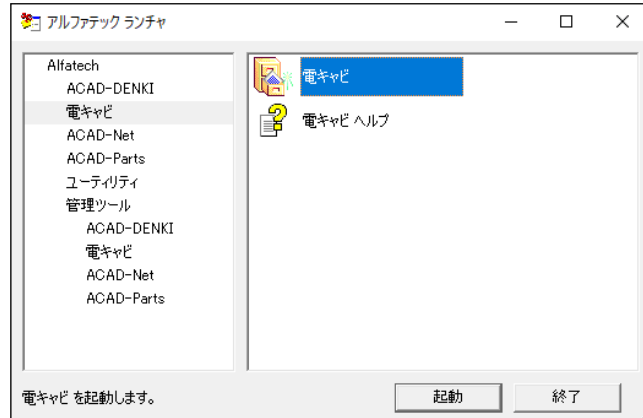 アルファテック ランチャ
Alfatech
ACAD-DENKI
電キャビ
ACAD-Net
ACAD-Parts
ユーティリティ
管理ツール
ACAD-DENKI
電キャビ
ACAD-Net
ACAD-Parts
電キャビ
電キャビ ヘルプ
電キャビ を起動します。
起動
終了